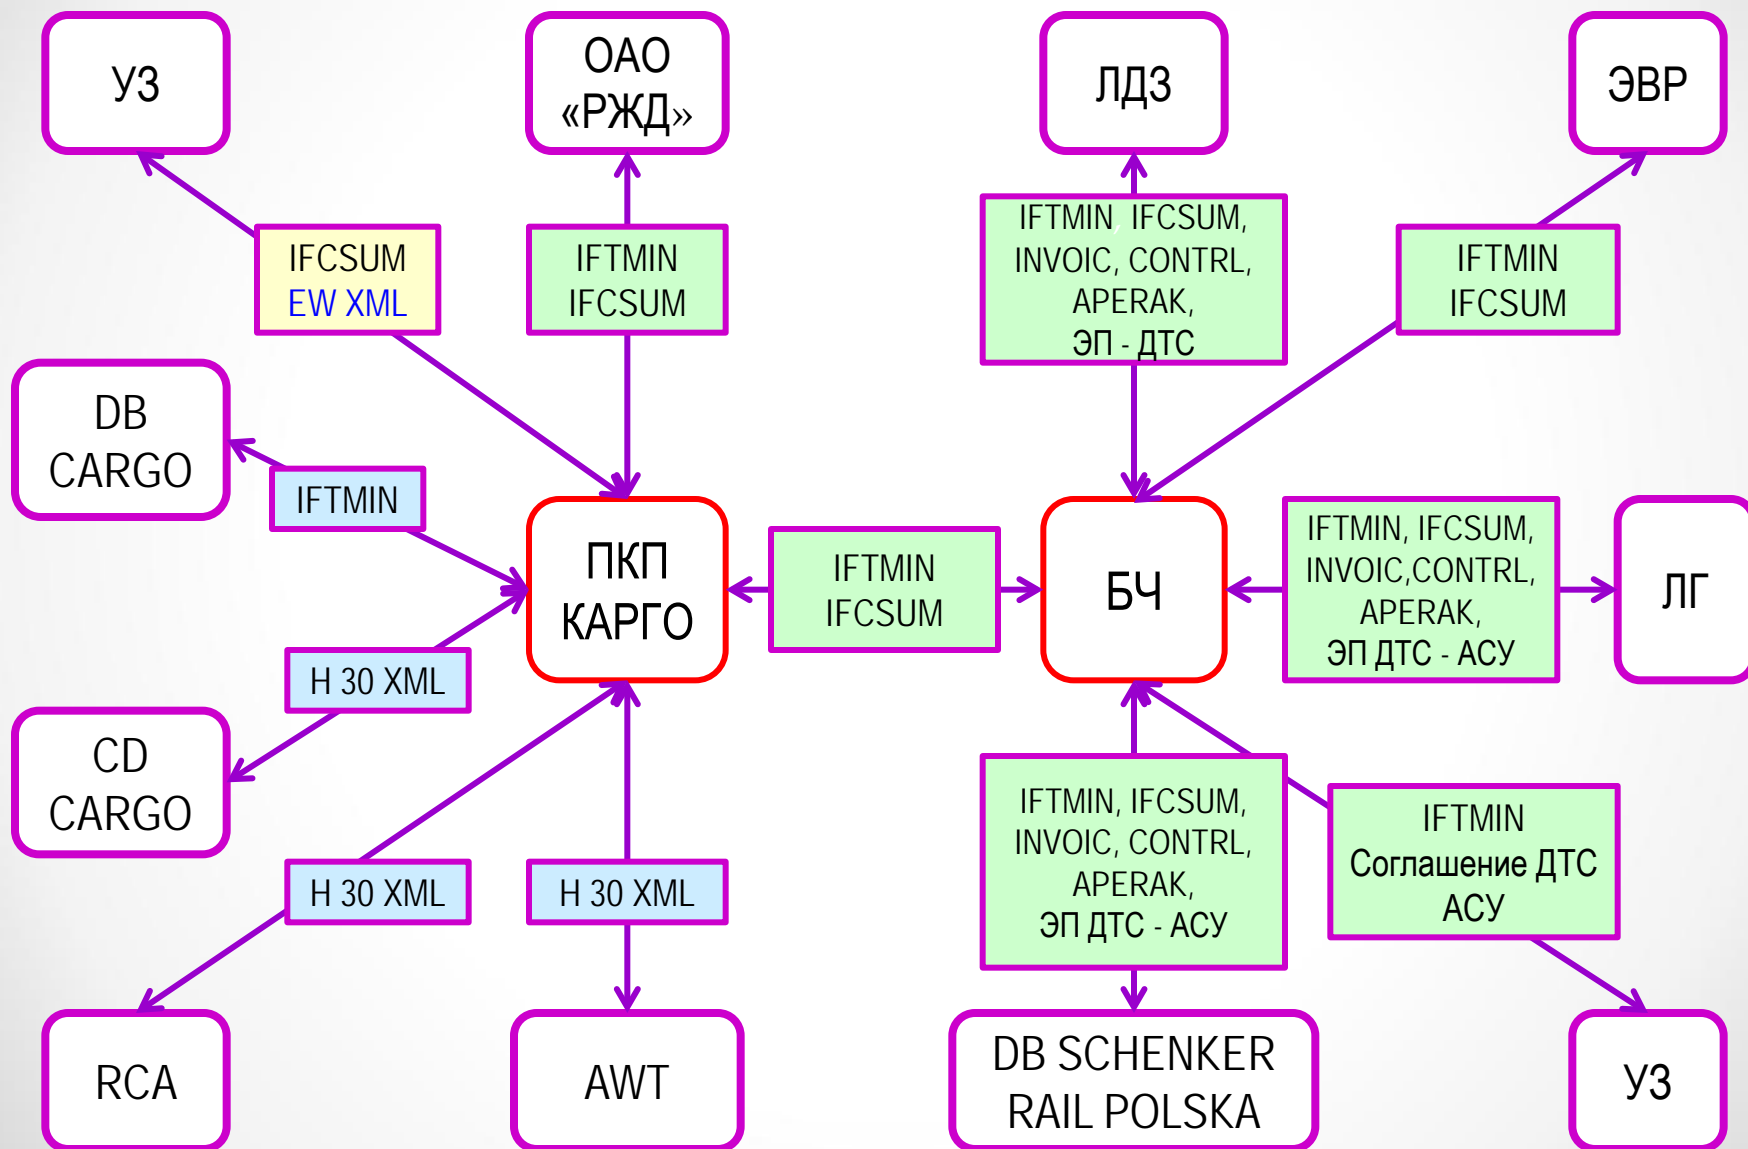 УЗ
ОАО
«РЖД»
ЛДЗ
ЭВР
IFCSUM
EW XML
IFTMIN
IFCSUM
IFTMIN, IFCSUM,
INVOIC, CONTRL,
APERAK,
ЭП - ДТС
IFTMIN
IFCSUM
DB
CARGO
IFTMIN
ПКП
КАРГО
IFTMIN
IFCSUM
БЧ
IFTMIN, IFCSUM,
INVOIC,CONTRL,
APERAK,
ЭП ДТС - АСУ
ЛГ
H 30 XML
CD
CARGO
H 30 XML
H 30 XML
IFTMIN, IFCSUM,
INVOIC, CONTRL,
APERAK,
ЭП ДТС - АСУ
IFTMIN
Соглашение ДТС
АСУ
RCA
AWT
DB SCHENKER
RAIL POLSKA
УЗ